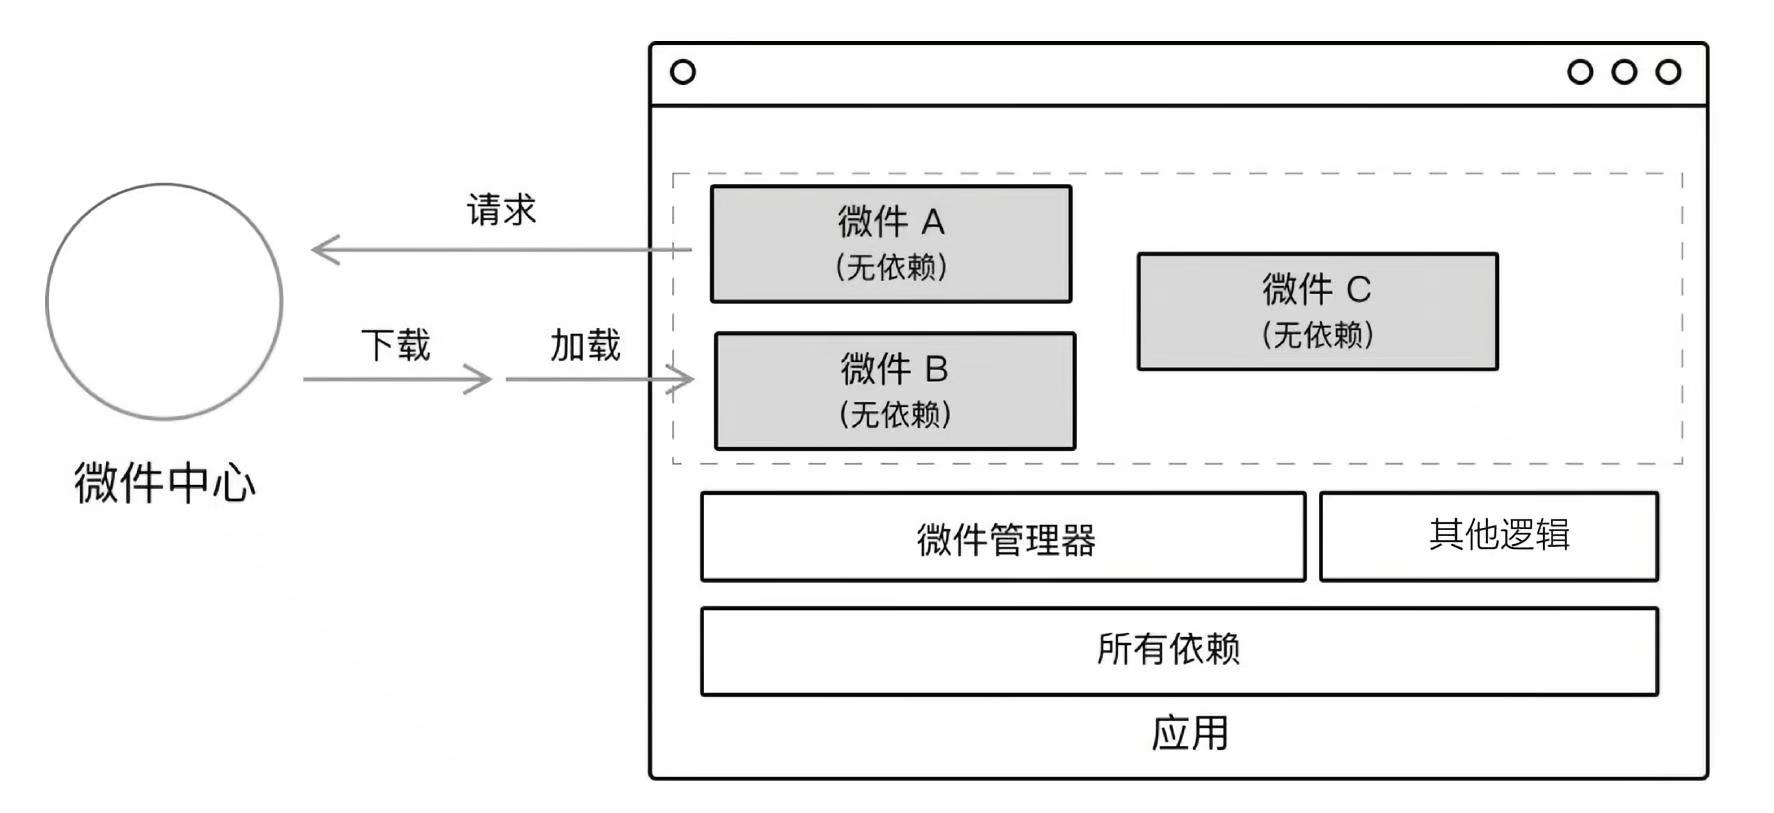 请求
下载
加载
微件中心
微件 A
(无依赖)
微件 B
(无依赖)
微件 C
(无依赖)
微件管理器
其他逻辑
所有依赖
应用